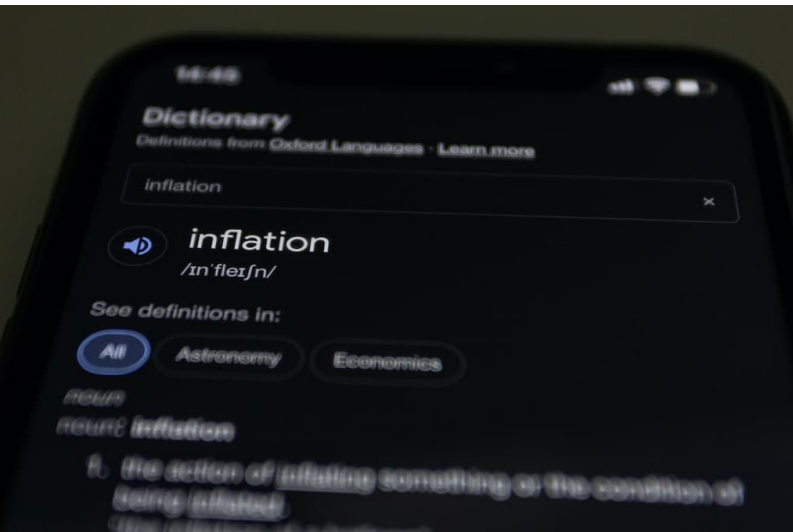 14:45
Dictionary
Definitions from Oxford Languages · Learn more
inflation ×
inflation
/ɪnˈfleɪʃn/
See definitions in:
All Astronomy Economics
noun
noun: inflation
1. the action of inflating something or the condition of
being inflated.